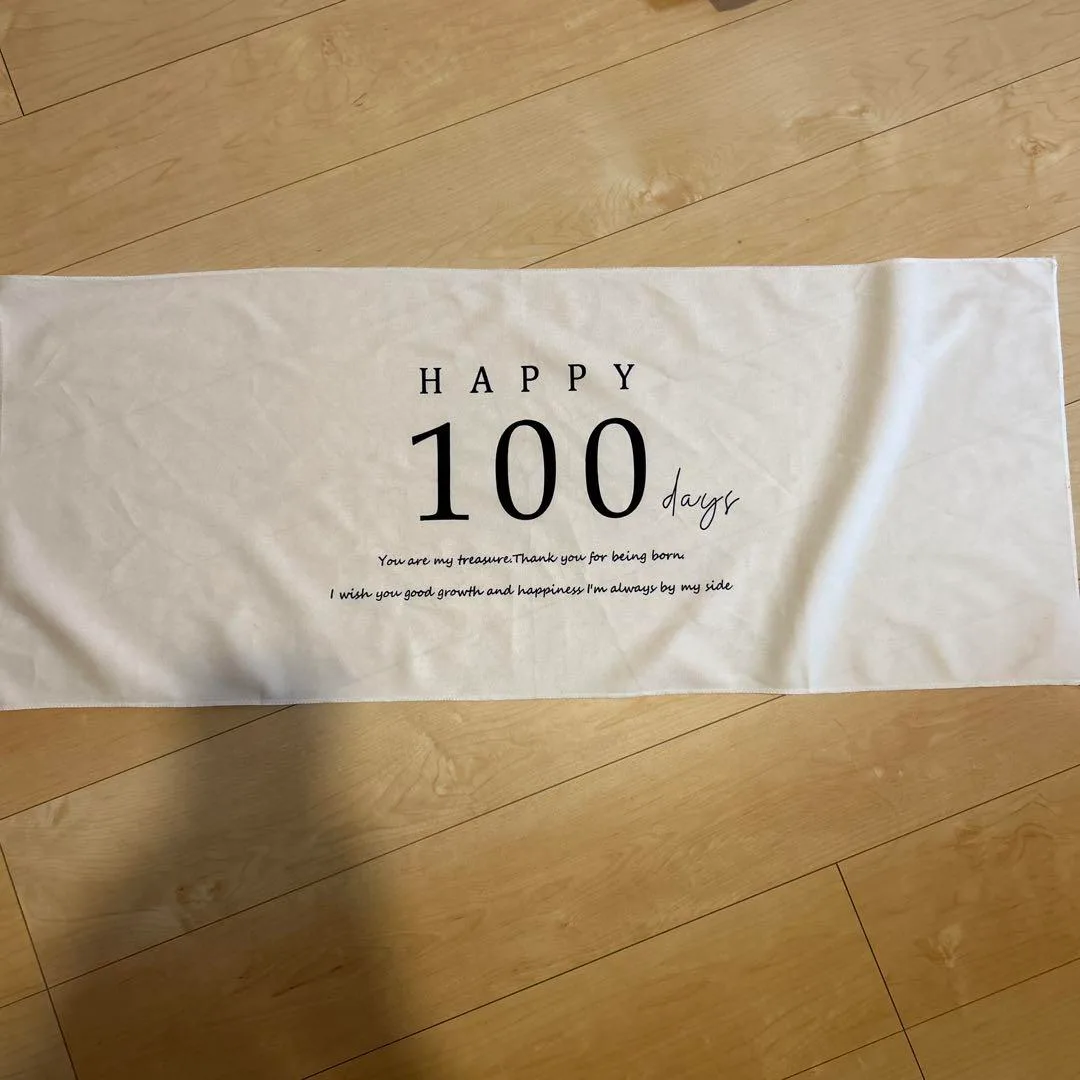 HAPPY
100 days
You are my treasure.Thank you for being born.
I wish you good growth and happiness I'm always by my side